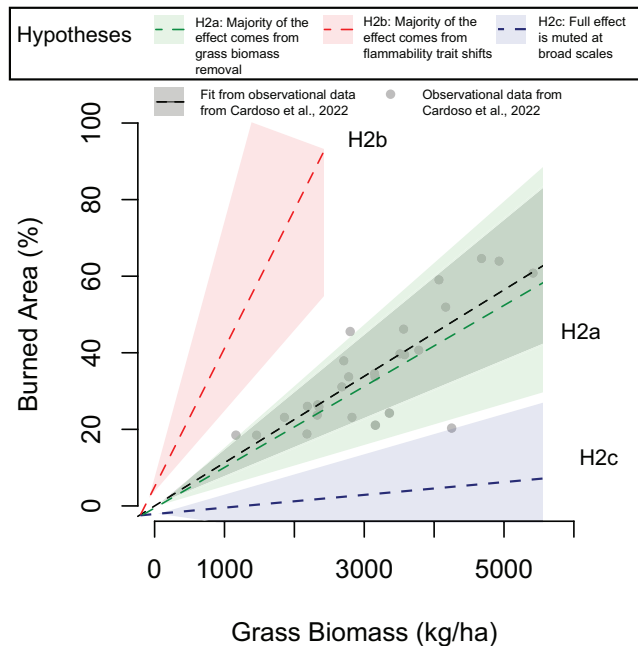 Hypotheses
H2a: Majority of the
effect comes from
grass biomass
removal
H2b: Majority of the
effect comes from
flammability trait shifts
H2c: Full effect
is muted at
broad scales
Fit from observational data
from Cardoso et al., 2022
Observational data from
Cardoso et al., 2022
H2b
H2a
H2c
Burned Area (%)
100
80
60
40
20
0
0 1000 3000 5000
Grass Biomass (kg/ha)